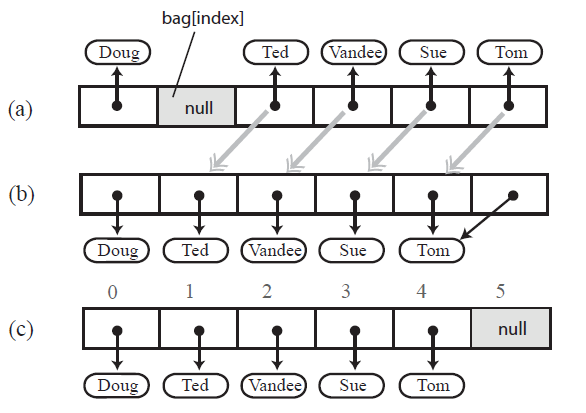 bag[index]
Doug Ted Vandee Sue Tom
(a) null
(b)
Doug Ted Vandee Sue Tom
0 1 2 3 4 5
(c) null
Doug Ted Vandee Sue Tom